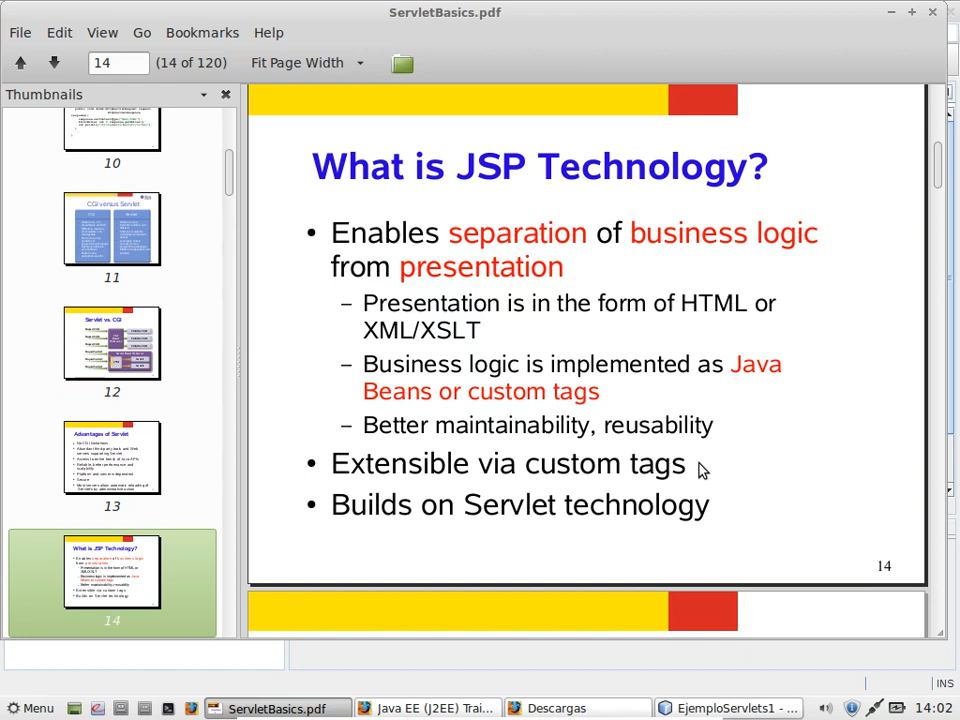 ServletBasics.pdf
File Edit View Go Bookmarks Help
14 (14 of 120) Fit Page Width
Thumbnails
10
CGI versus Servlet
11
Servlet vs. CGI
12
Advantages of Servlet
13
What is JSP Technology?
14
What is JSP Technology?
• Enables separation of business logic
from presentation
– Presentation is in the form of HTML or
XML/XSLT
– Business logic is implemented as Java
Beans or custom tags
– Better maintainability, reusability
• Extensible via custom tags
• Builds on Servlet technology
14
INS
Menu ServletBasics.pdf Java EE (J2EE) Trai... Descargas EjemploServlets1 - ... 14:02